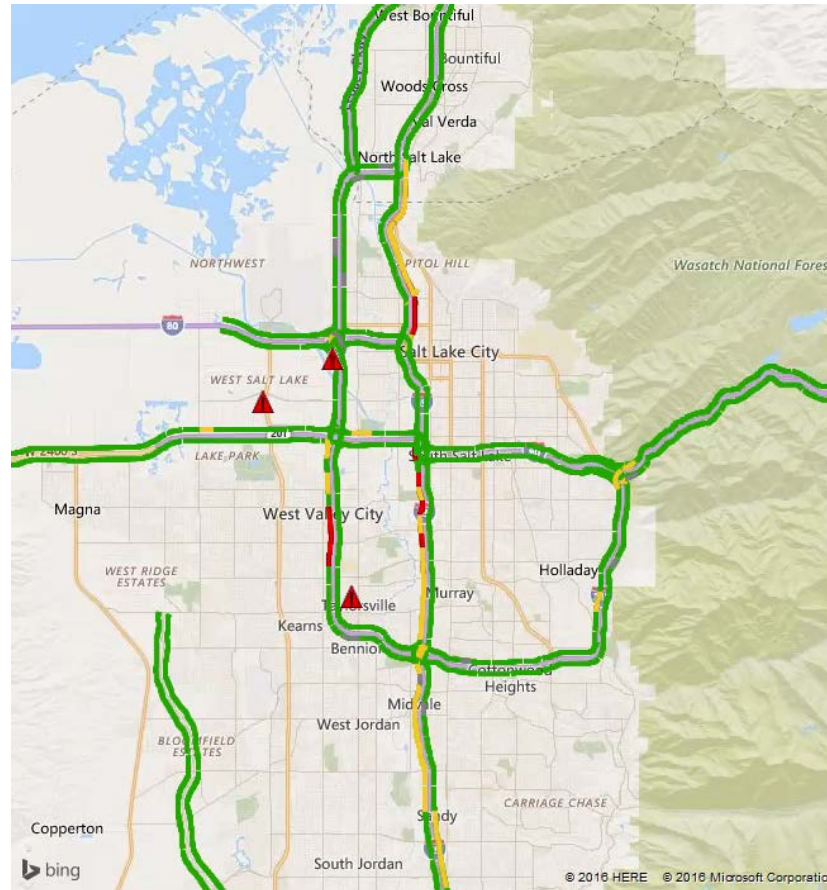 West Bountiful
Bountiful
Woods Cross
Val Verda
North Salt Lake
NORTHWEST
PITOL HILL
Wasatch National Fores
80
Salt Lake City
WEST SALT LAKE
201
W 2400 S
LAKE PARK
South Salt Lake
Magna
West Valley City
WEST RIDGE
ESTATES
Holladay
Murray
Taylorsville
Kearns
Bennion
Cottonwood
Heights
Midvale
West Jordan
BLOOMFIELD
ESTATES
CARRIAGE CHASE
Sandy
Copperton
South Jordan
bing
© 2016 HERE © 2016 Microsoft Corporatio